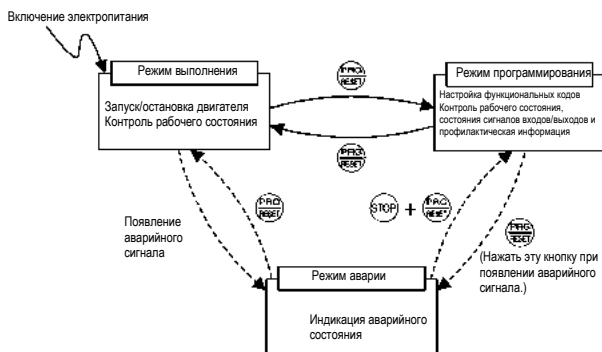 Включение электропитания
Режим выполнения
Запуск/остановка двигателя
Контроль рабочего состояния
PRG
RESET
Режим программирования
Настройка функциональных кодов
Контроль рабочего состояния,
состояния сигналов входов/выходов и
профилактическая информация
PRG
RESET
Появление
аварийного
сигнала
PRG
RESET
STOP + PRG
RESET
PRG
RESET
(Нажать эту кнопку при
появлении аварийного
сигнала.)
Режим аварии
Индикация аварийного
состояния